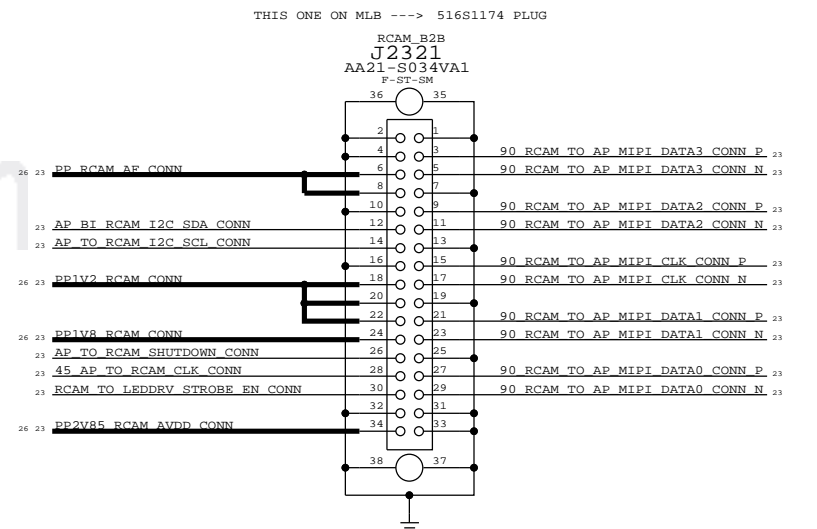 THIS ONE ON MLB ---> 516S1174 PLUG
RCAM_B2B
J2321
AA21-S034VA1
F-ST-SM
36 35
2 1
4 3 90_RCAM_TO_AP_MIPI_DATA3_CONN_P 23
26 23 PP_RCAM_AF_CONN 6 5 90_RCAM_TO_AP_MIPI_DATA3_CONN_N 23
8 7
10 9 90_RCAM_TO_AP_MIPI_DATA2_CONN_P 23
23 AP_BI_RCAM_I2C_SDA_CONN 12 11 90_RCAM_TO_AP_MIPI_DATA2_CONN_N 23
23 AP_TO_RCAM_I2C_SCL_CONN 14 13
16 15 90_RCAM_TO_AP_MIPI_CLK_CONN_P 23
26 23 PP1V2_RCAM_CONN 18 17 90_RCAM_TO_AP_MIPI_CLK_CONN_N 23
20 19
22 21 90_RCAM_TO_AP_MIPI_DATA1_CONN_P 23
26 23 PP1V8_RCAM_CONN 24 23 90_RCAM_TO_AP_MIPI_DATA1_CONN_N 23
23 AP_TO_RCAM_SHUTDOWN_CONN 26 25
23 45_AP_TO_RCAM_CLK_CONN 28 27 90_RCAM_TO_AP_MIPI_DATA0_CONN_P 23
23 RCAM_TO_LEDDRV_STROBE_EN_CONN 30 29 90_RCAM_TO_AP_MIPI_DATA0_CONN_N 23
32 31
26 23 PP2V85_RCAM_AVDD_CONN 34 33
38 37